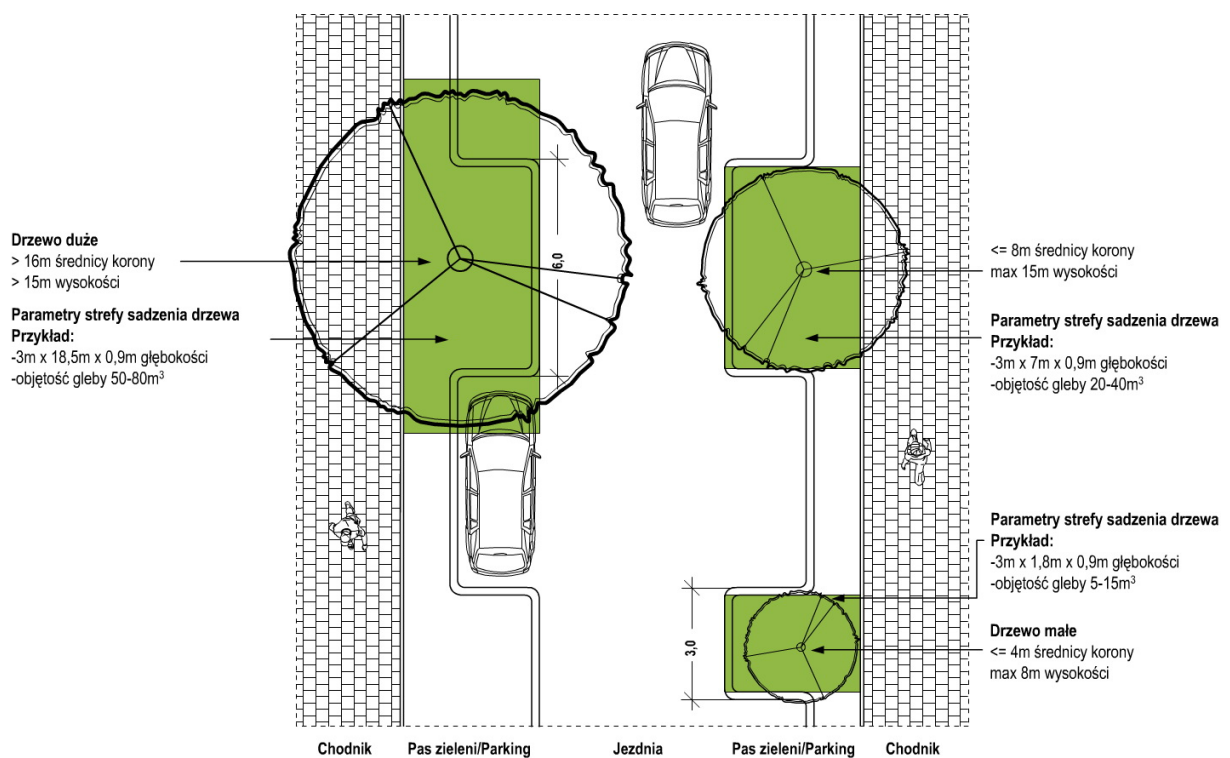 Drzewo duże
> 16m średnicy korony
> 15m wysokości
Parametry strefy sadzenia drzewa
Przykład:
-3m x 18,5m x 0,9m głębokości
-objętość gleby 50-80m³
6,0
<= 8m średnicy korony
max 15m wysokości
Parametry strefy sadzenia drzewa
Przykład:
-3m x 7m x 0,9m głębokości
-objętość gleby 20-40m³
Parametry strefy sadzenia drzewa
Przykład:
-3m x 1,8m x 0,9m głębokości
-objętość gleby 5-15m³
3,0
Drzewo małe
<= 4m średnicy korony
max 8m wysokości
Chodnik
Pas zieleni/Parking
Jezdnia
Pas zieleni/Parking
Chodnik